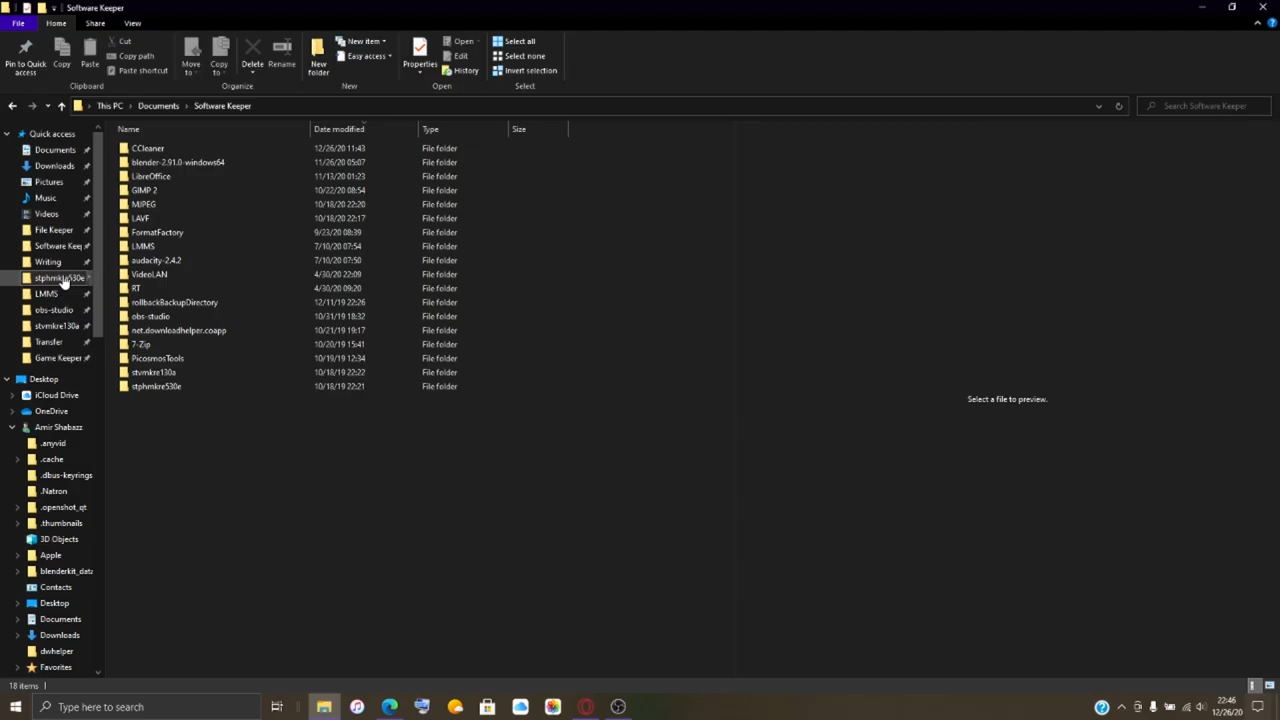 Software Keeper
File Home Share View
Pin to Quick access
Copy
Paste
Cut
Copy path
Paste shortcut
Clipboard
Move to
Copy to
Delete
Rename
Organize
New folder
New item
Easy access
New
Properties
Open
Edit
History
Open
Select all
Select none
Invert selection
Select
This PC Documents Software Keeper
Search Software Keeper
Name Date modified Type Size
CCleaner 12/26/20 11:43 File folder
blender-2.91.0-windows64 11/26/20 05:07 File folder
LibreOffice 11/13/20 01:23 File folder
GIMP 2 10/22/20 08:54 File folder
MJPEG 10/18/20 22:20 File folder
LAVF 10/18/20 22:17 File folder
FormatFactory 9/23/20 08:39 File folder
LMMS 7/10/20 07:54 File folder
audacity-2.4.2 7/10/20 07:50 File folder
VideoLAN 4/30/20 22:09 File folder
RT 4/30/20 09:20 File folder
rollbackBackupDirectory 12/11/19 22:26 File folder
obs-studio 10/31/19 18:32 File folder
net.downloadhelper.coapp 10/21/19 19:17 File folder
7-Zip 10/20/19 15:41 File folder
PicosmosTools 10/19/19 12:34 File folder
stvmkre130a 10/18/19 22:22 File folder
stphmkre530e 10/18/19 22:21 File folder
Quick access
Documents
Downloads
Pictures
Music
Videos
File Keeper
Software Kee
Writing
stphmkre530e
LMMS
obs-studio
stvmkre130a
Transfer
Game Keeper
Desktop
iCloud Drive
OneDrive
Amir Shabazz
.anyvid
.cache
.dbus-keyrings
.Natron
.openshot_qt
.thumbnails
3D Objects
Apple
blenderkit_data
Contacts
Desktop
Documents
Downloads
dwhelper
Favorites
Select a file to preview.
18 items
Type here to search
22:46
12/26/20